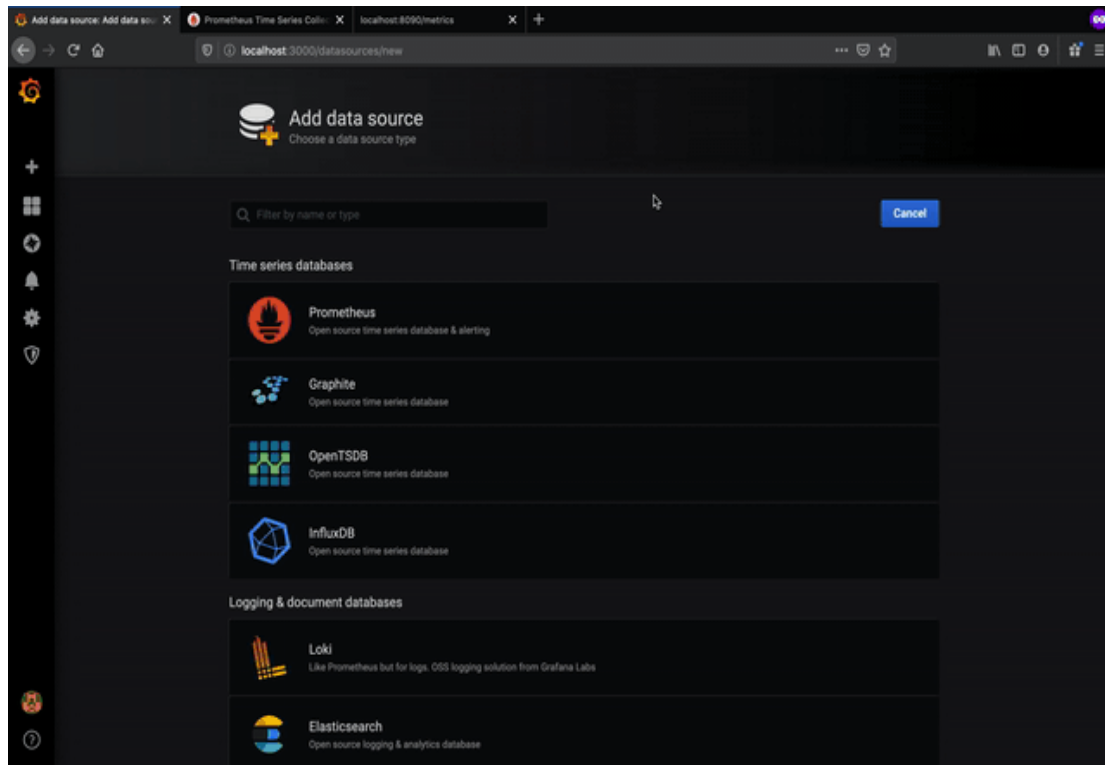 Add data source: Add data sou
Prometheus Time Series Collec
localhost:8090/metrics
localhost:3000/datasources/new
Add data source
Choose a data source type
Filter by name or type
Cancel
Time series databases
Prometheus
Open source time series database & alerting
Graphite
Open source time series database
OpenTSDB
Open source time series database
InfluxDB
Open source time series database
Logging & document databases
Loki
Like Prometheus but for logs. OSS logging solution from Grafana Labs
Elasticsearch
Open source logging & analytics database